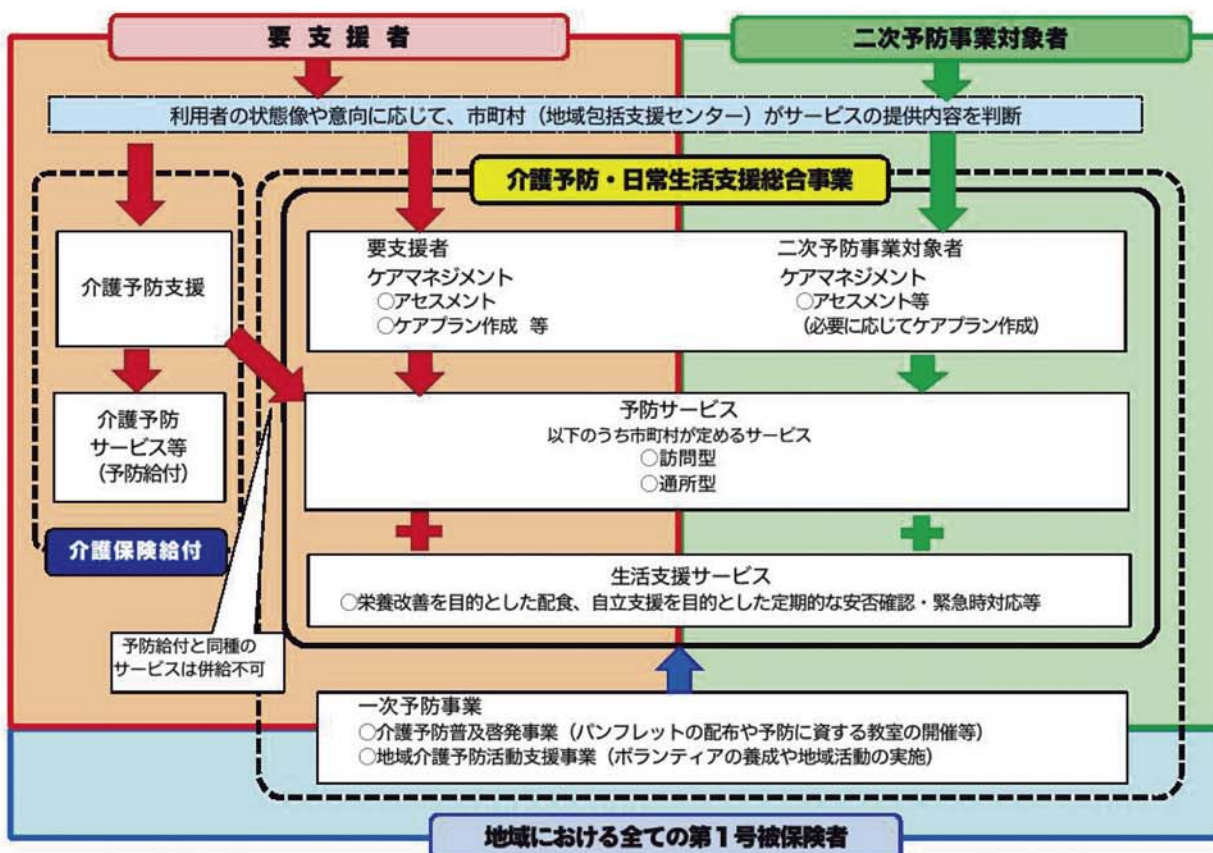 要支援者
二次予防事業対象者
利用者の状態像や意向に応じて、市町村（地域包括支援センター）がサービスの提供内容を判断
介護予防・日常生活支援総合事業
介護予防支援
要支援者
ケアマネジメント
○アセスメント
○ケアプラン作成 等
二次予防事業対象者
ケアマネジメント
○アセスメント等
（必要に応じてケアプラン作成）
介護予防
サービス等
（予防給付）
介護保険給付
予防サービス
以下のうち市町村が定めるサービス
○訪問型
○通所型
生活支援サービス
○栄養改善を目的とした配食、自立支援を目的とした定期的な安否確認・緊急時対応等
予防給付と同種の
サービスは併給不可
一次予防事業
○介護予防普及啓発事業（パンフレットの配布や予防に資する教室の開催等）
○地域介護予防活動支援事業（ボランティアの養成や地域活動の実施）
地域における全ての第１号被保険者